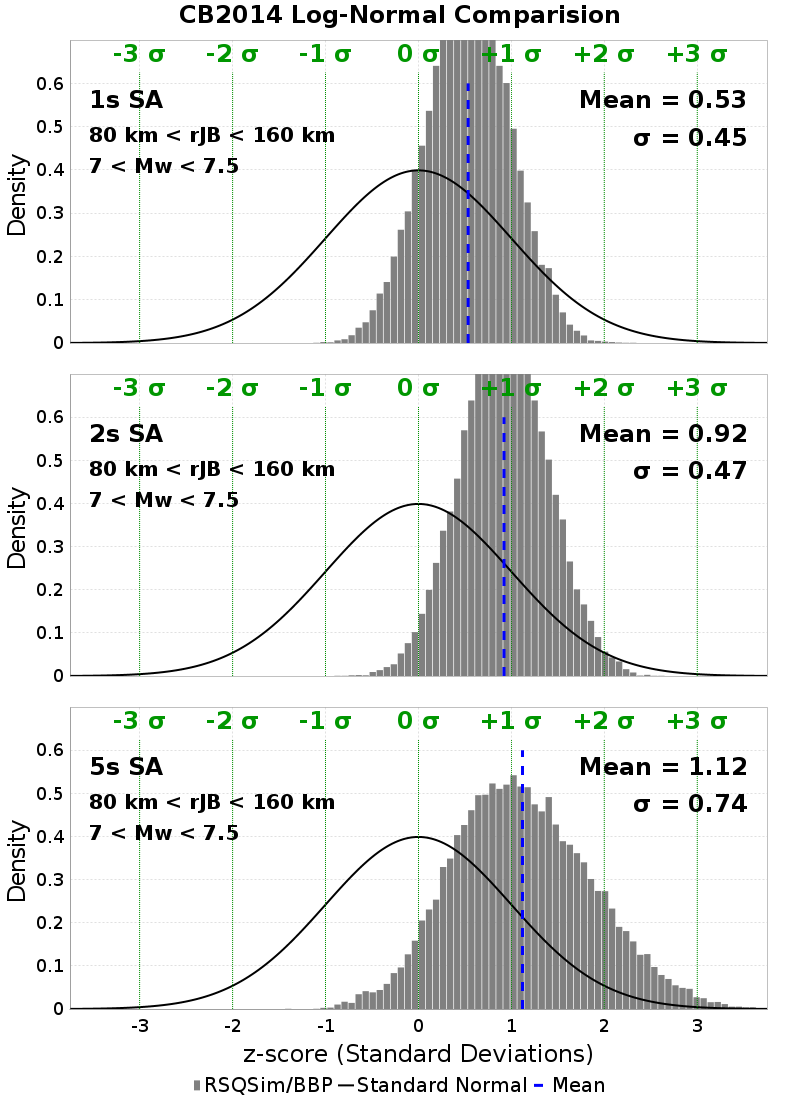 CB2014 Log-Normal Comparision
-3 σ -2 σ -1 σ 0 σ +1 σ +2 σ +3 σ
1s SA
80 km < rJB < 160 km
7 < Mw < 7.5
Mean = 0.53
σ = 0.45
Density
0.6
0.5
0.4
0.3
0.2
0.1
0
-3 σ -2 σ -1 σ 0 σ +1 σ +2 σ +3 σ
2s SA
80 km < rJB < 160 km
7 < Mw < 7.5
Mean = 0.92
σ = 0.47
Density
0.6
0.5
0.4
0.3
0.2
0.1
0
-3 σ -2 σ -1 σ 0 σ +1 σ +2 σ +3 σ
5s SA
80 km < rJB < 160 km
7 < Mw < 7.5
Mean = 1.12
σ = 0.74
Density
0.6
0.5
0.4
0.3
0.2
0.1
0
-3 -2 -1 0 1 2 3
z-score (Standard Deviations)
RSQSim/BBP Standard Normal Mean